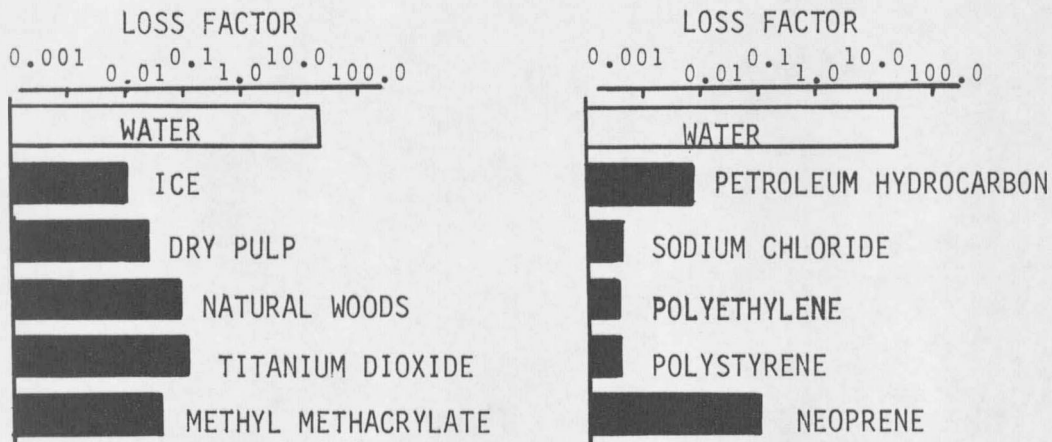 LOSS FACTOR
0.001 0.1 10.0
0.01 1.0 100.0
WATER
ICE
DRY PULP
NATURAL WOODS
TITANIUM DIOXIDE
METHYL METHACRYLATE
LOSS FACTOR
0.001 0.1 10.0
0.01 1.0 100.0
WATER
PETROLEUM HYDROCARBON
SODIUM CHLORIDE
POLYETHYLENE
POLYSTYRENE
NEOPRENE